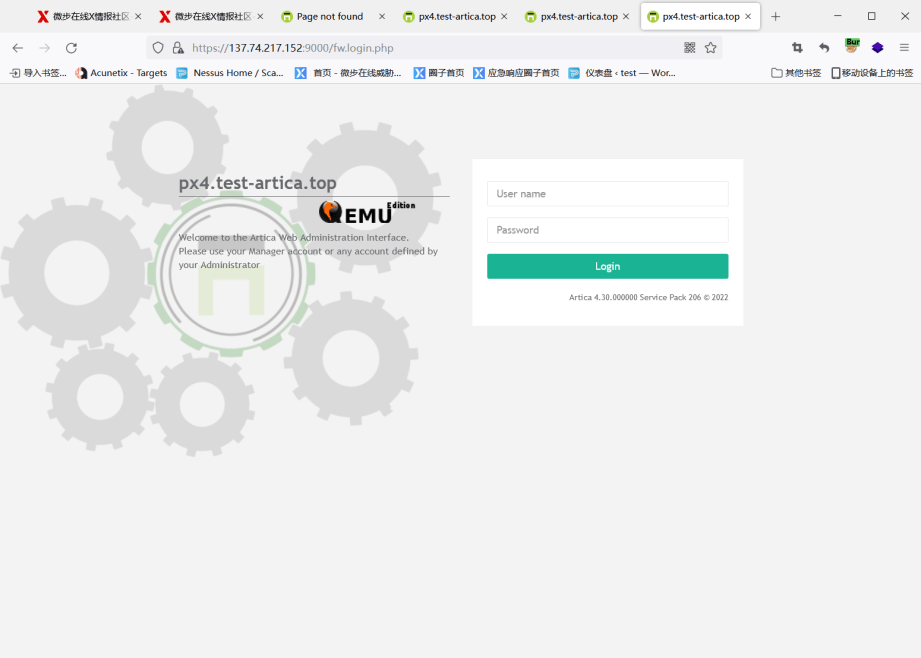 微步在线X情报社区
微步在线X情报社区
Page not found
px4.test-artica.top
px4.test-artica.top
px4.test-artica.top
https://137.74.217.152:9000/fw.login.php
Bur
导入书签...
Acunetix - Targets
Nessus Home / Sca...
首页 - 微步在线威胁...
圈子首页
应急响应圈子首页
仪表盘 ‹ test — Wor...
其他书签
移动设备上的书签
px4.test-artica.top
QEMU Edition
Welcome to the Artica Web Administration Interface.
Please use your Manager account or any account defined by
your Administrator
User name
Password
Login
Artica 4.30.000000 Service Pack 206 © 2022